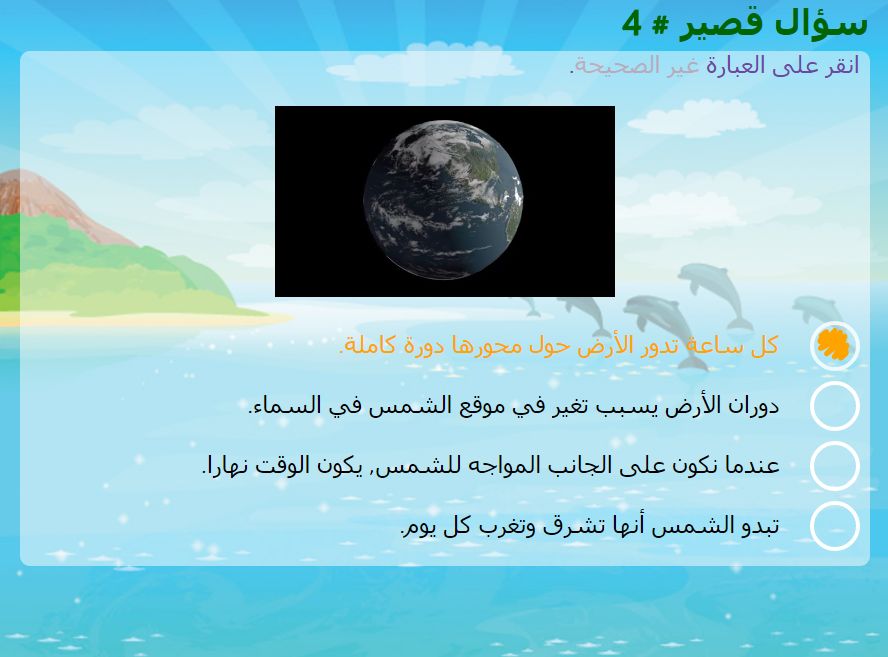 سؤال قصير # 4
انقر على العبارة غير الصحيحة.
كل ساعة تدور الأرض حول محورها دورة كاملة.
دوران الأرض يسبب تغير في موقع الشمس في السماء.
عندما نكون على الجانب المواجه للشمس, يكون الوقت نهارا.
تبدو الشمس أنها تشرق وتغرب كل يوم.